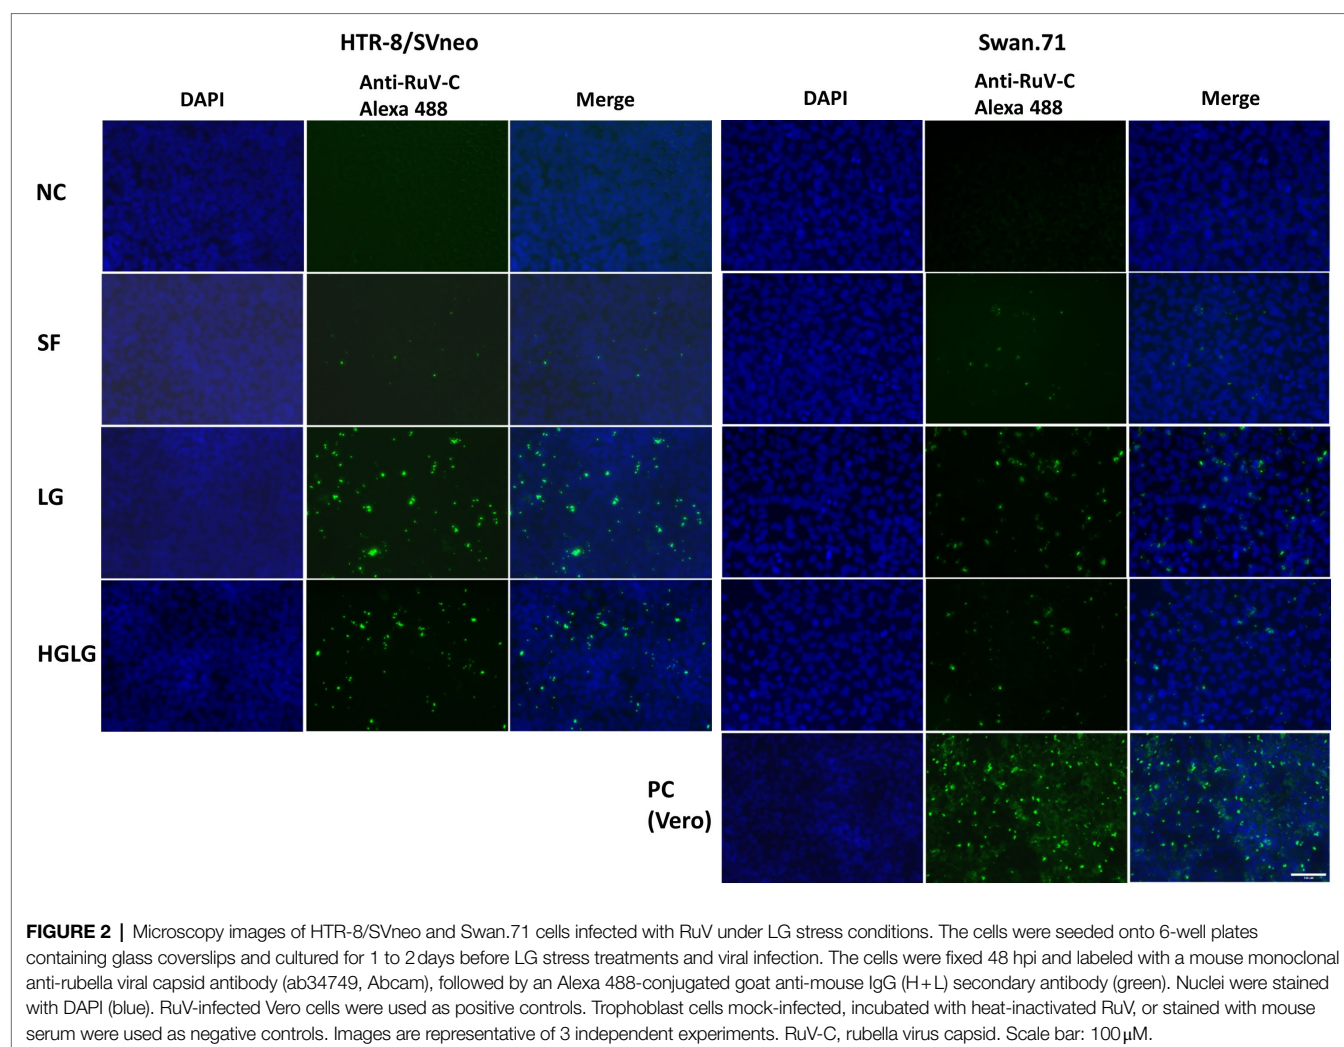 HTR-8/SVneo
Swan.71
DAPI
Anti-RuV-C
Alexa 488
Merge
DAPI
Anti-RuV-C
Alexa 488
Merge
NC
SF
LG
HGLG
PC
(Vero)
FIGURE 2 | Microscopy images of HTR-8/SVneo and Swan.71 cells infected with RuV under LG stress conditions. The cells were seeded onto 6-well plates
containing glass coverslips and cultured for 1 to 2 days before LG stress treatments and viral infection. The cells were fixed 48 hpi and labeled with a mouse monoclonal
anti-rubella viral capsid antibody (ab34749, Abcam), followed by an Alexa 488-conjugated goat anti-mouse IgG (H + L) secondary antibody (green). Nuclei were stained
with DAPI (blue). RuV-infected Vero cells were used as positive controls. Trophoblast cells mock-infected, incubated with heat-inactivated RuV, or stained with mouse
serum were used as negative controls. Images are representative of 3 independent experiments. RuV-C, rubella virus capsid. Scale bar: 100 μM.